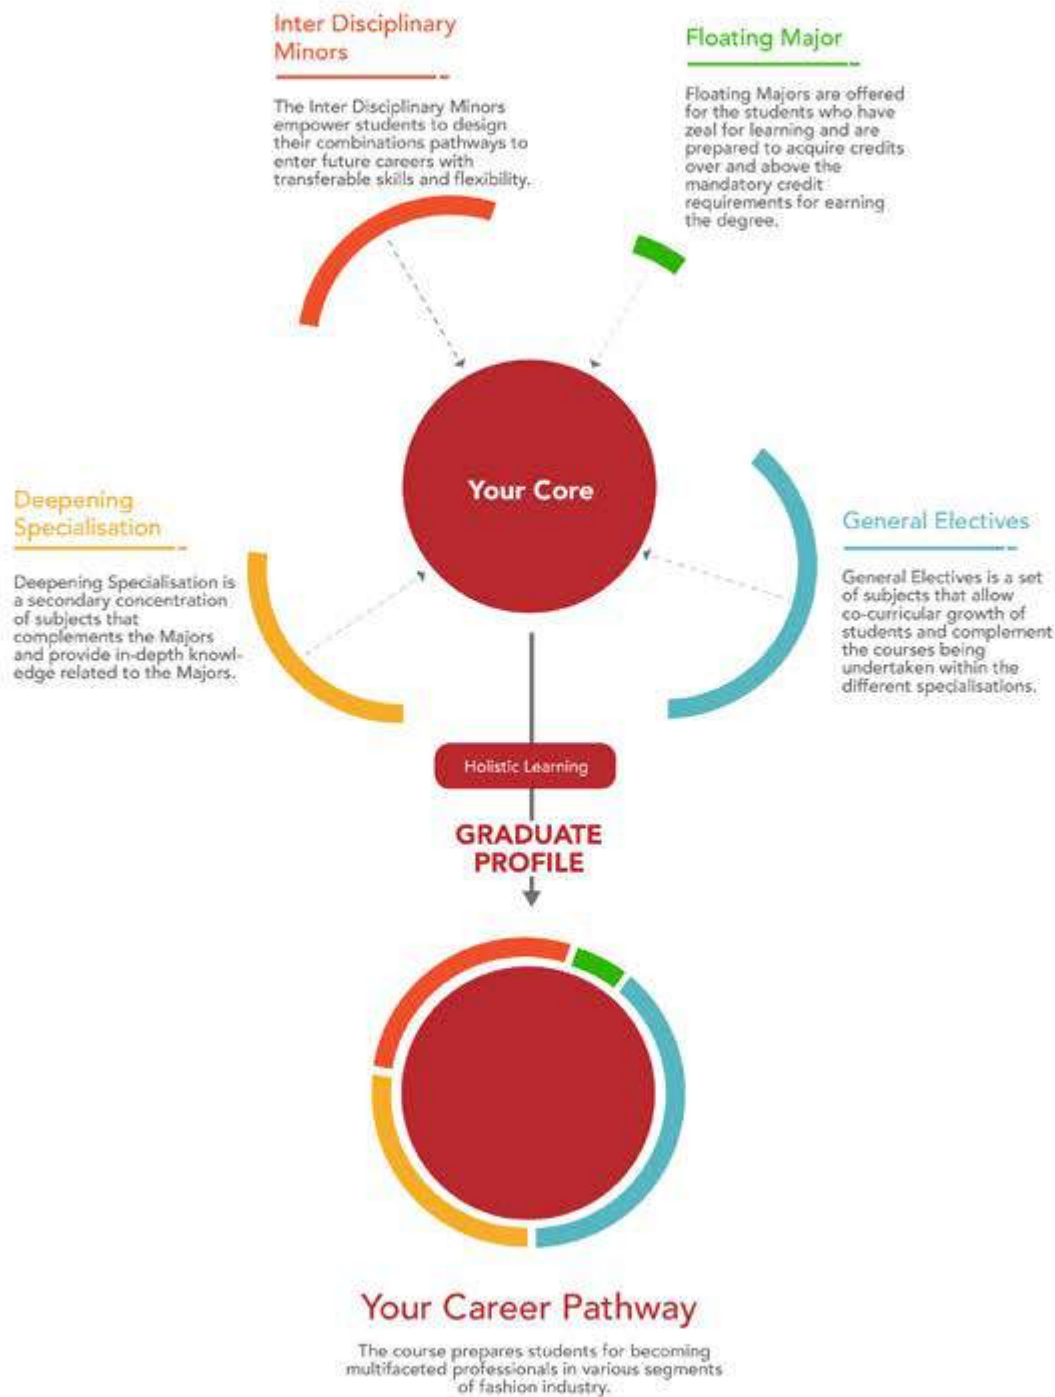 Inter Disciplinary
Minors
The Inter Disciplinary Minors
empower students to design
their combinations pathways to
enter future careers with
transferable skills and flexibility.
Floating Major
Floating Majors are offered
for the students who have
zeal for learning and are
prepared to acquire credits
over and above the
mandatory credit
requirements for earning
the degree.
Your Core
Deepening
Specialisation
Deepening Specialisation is
a secondary concentration
of subjects that
complements the Majors
and provide in-depth knowl-
edge related to the Majors.
General Electives
General Electives is a set
of subjects that allow
co-curricular growth of
students and complement
the courses being
undertaken within the
different specialisations.
Holistic Learning
GRADUATE
PROFILE
Your Career Pathway
The course prepares students for becoming
multifaceted professionals in various segments
of fashion industry.